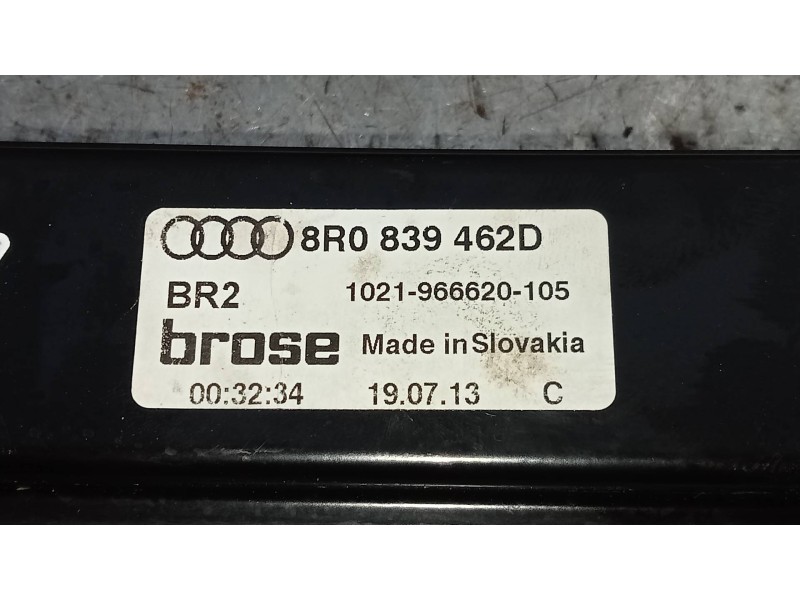 8R0 839 462D
BR2 1021-966620-105
brose Made in Slovakia
00:32:34 19.07.13 C